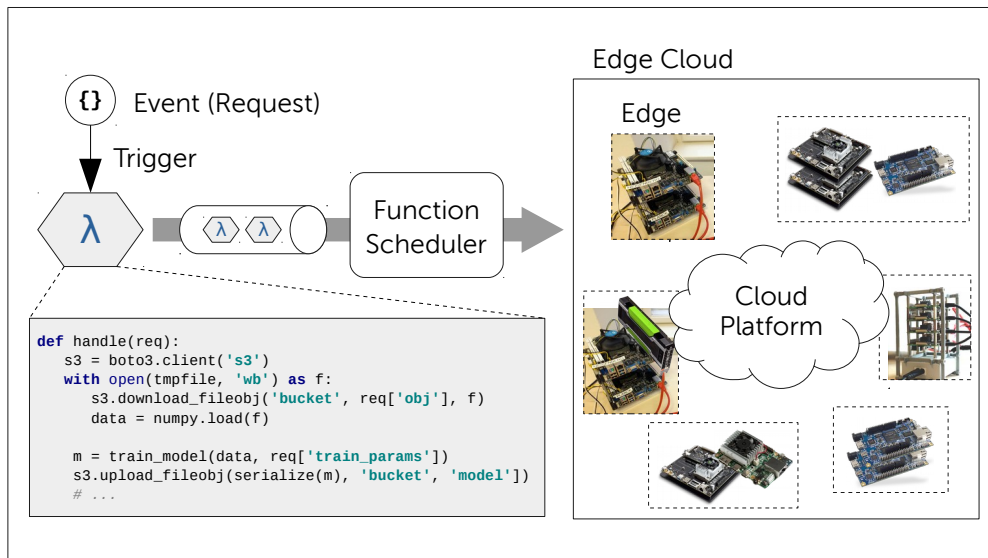 {}
Event (Request)
Trigger
λ
λ λ
Function
Scheduler
def handle(req):
    s3 = boto3.client('s3')
    with open(tmpfile, 'wb') as f:
        s3.download_fileobj('bucket', req['obj'], f)
        data = numpy.load(f)
    m = train_model(data, req['train_params'])
    s3.upload_fileobj(serialize(m), 'bucket', 'model'])
    # ...
Edge Cloud
Edge
Cloud
Platform